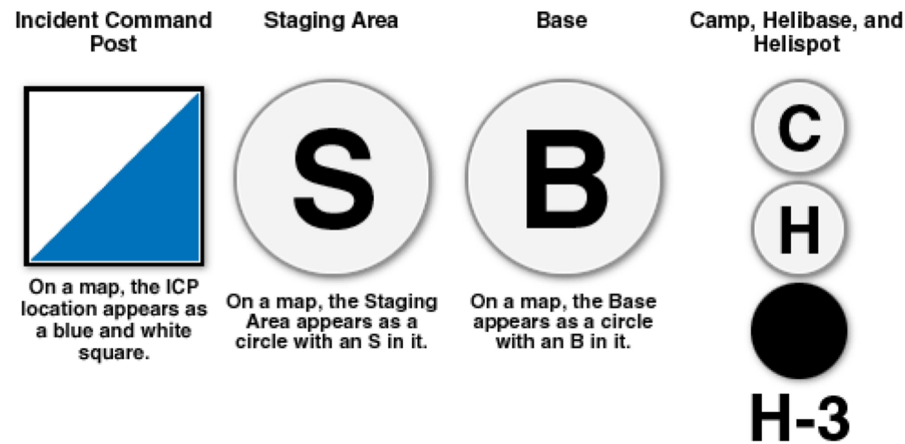 Incident Command
Post
Staging Area
Base
Camp, Helibase, and
Helispot
S
B
C
H
H-3
On a map, the ICP
location appears as
a blue and white
square.
On a map, the Staging
Area appears as a
circle with an S in it.
On a map, the Base
appears as a circle
with an B in it.